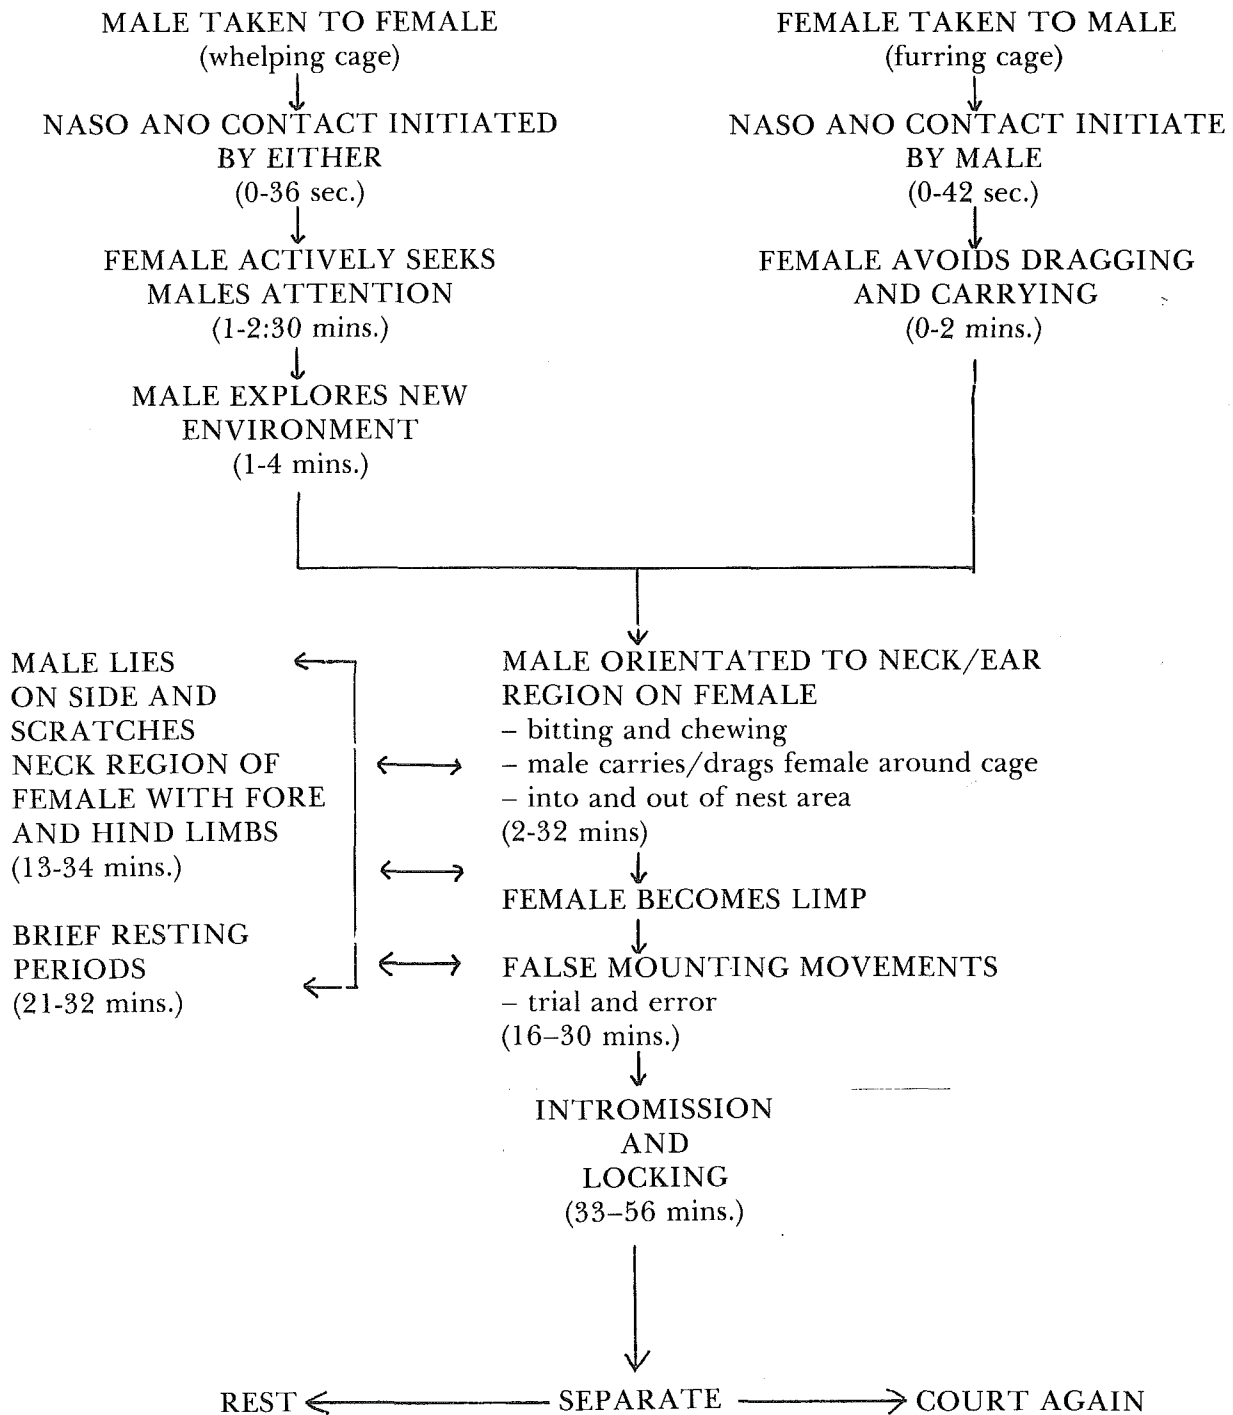 MALE TAKEN TO FEMALE
(whelping cage)
NASO ANO CONTACT INITIATED
BY EITHER
(0-36 sec.)
FEMALE ACTIVELY SEEKS
MALES ATTENTION
(1-2:30 mins.)
MALE EXPLORES NEW
ENVIRONMENT
(1-4 mins.)
FEMALE TAKEN TO MALE
(furring cage)
NASO ANO CONTACT INITIATE
BY MALE
(0-42 sec.)
FEMALE AVOIDS DRAGGING
AND CARRYING
(0-2 mins.)
MALE LIES
ON SIDE AND
SCRATCHES
NECK REGION OF
FEMALE WITH FORE
AND HIND LIMBS
(13-34 mins.)
BRIEF RESTING
PERIODS
(21-32 mins.)
MALE ORIENTATED TO NECK/EAR
REGION ON FEMALE
– bitting and chewing
– male carries/drags female around cage
– into and out of nest area
(2-32 mins)
FEMALE BECOMES LIMP
FALSE MOUNTING MOVEMENTS
– trial and error
(16–30 mins.)
INTROMISSION
AND
LOCKING
(33–56 mins.)
REST
SEPARATE
COURT AGAIN